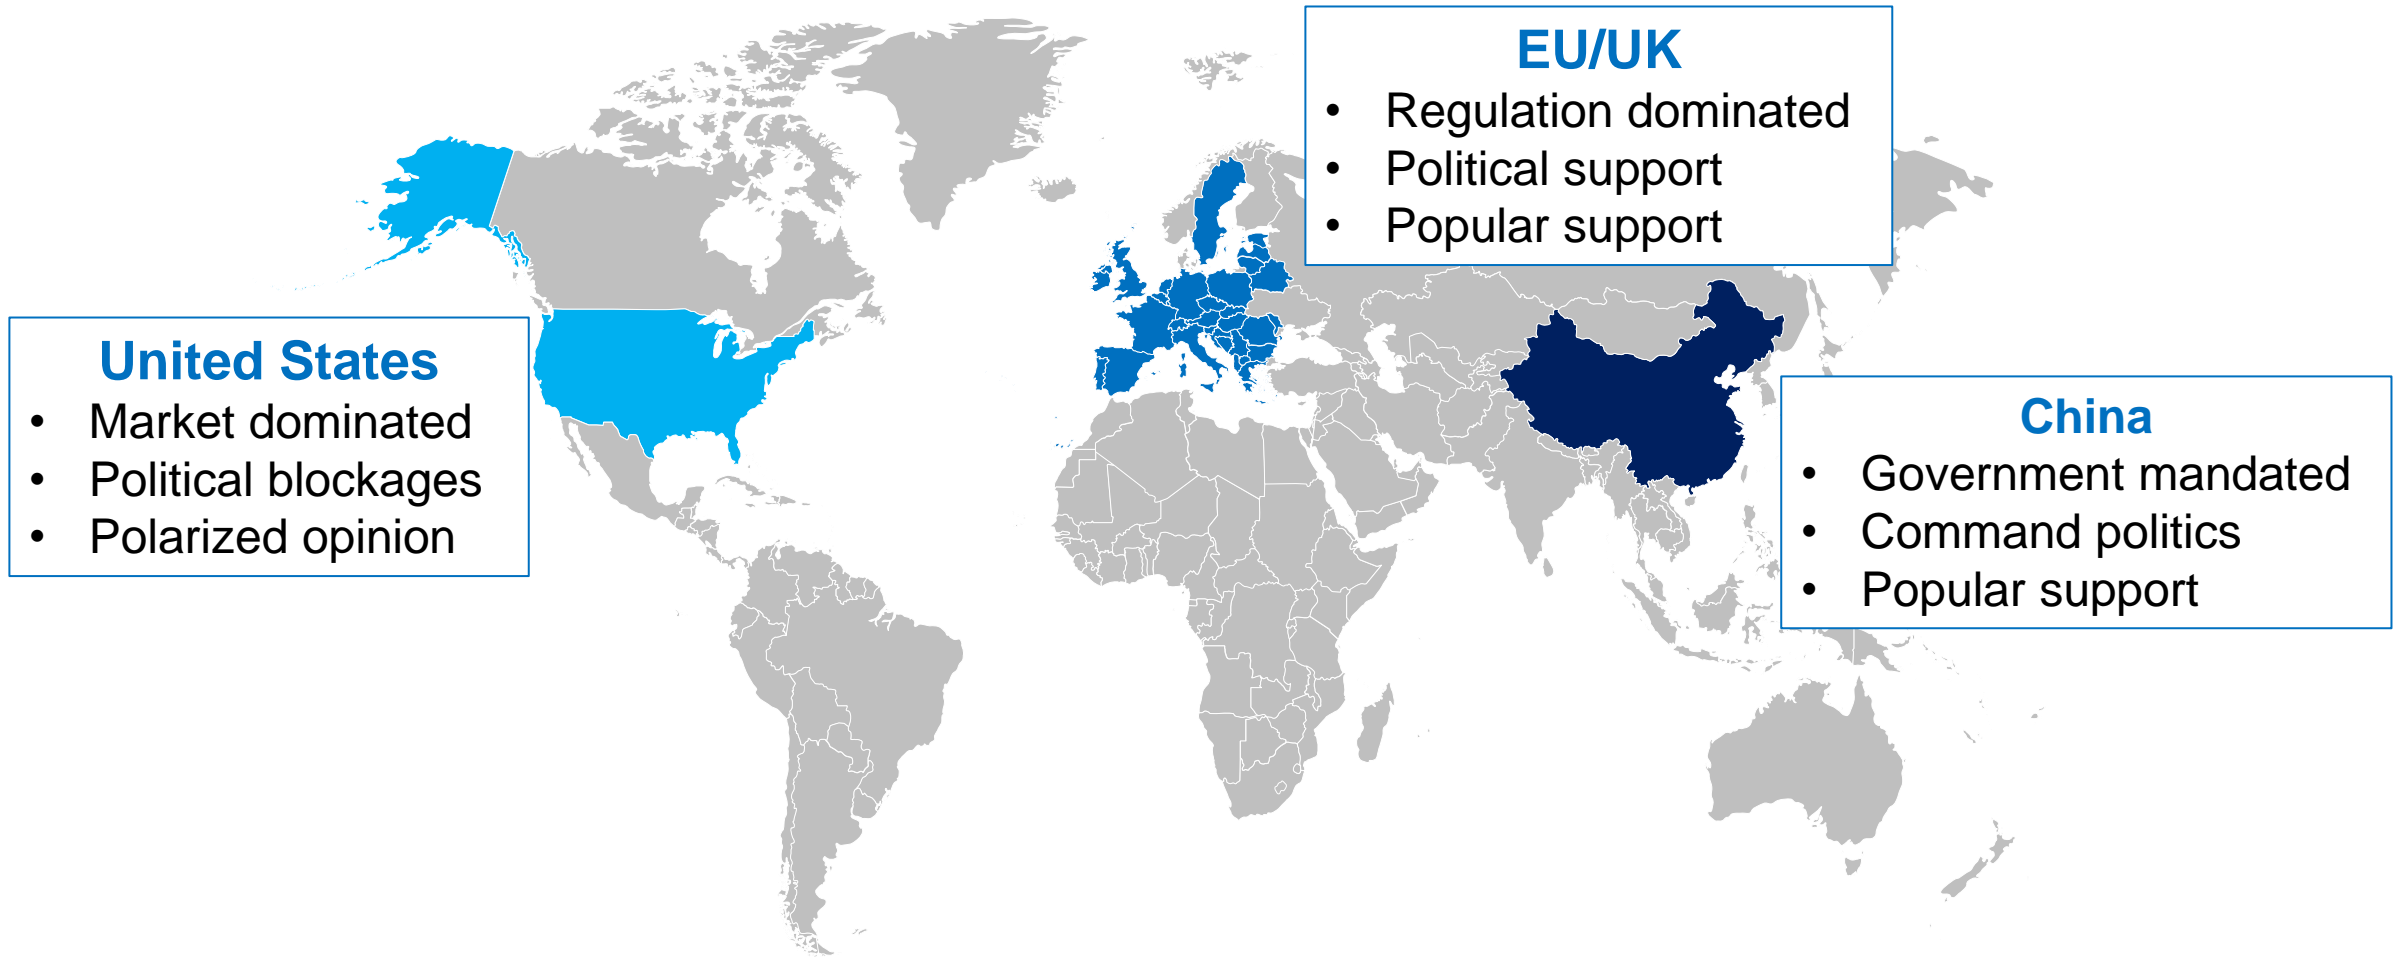 EU/UK
• Regulation dominated
• Political support
• Popular support
United States
• Market dominated
• Political blockages
• Polarized opinion
China
• Government mandated
• Command politics
• Popular support